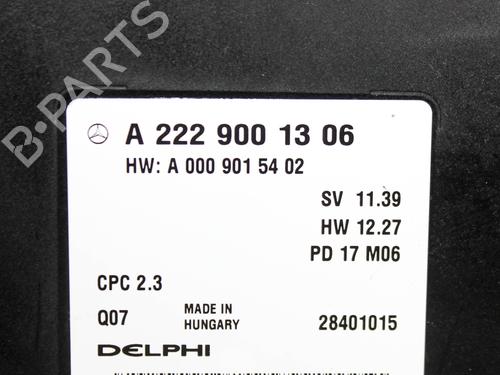 B-PARTS
A 222 900 13 06
HW: A 000 901 54 02
SV 11.39
HW 12.27
PD 17 M06
CPC 2.3
Q07
MADE IN
HUNGARY
28401015
DELPHI